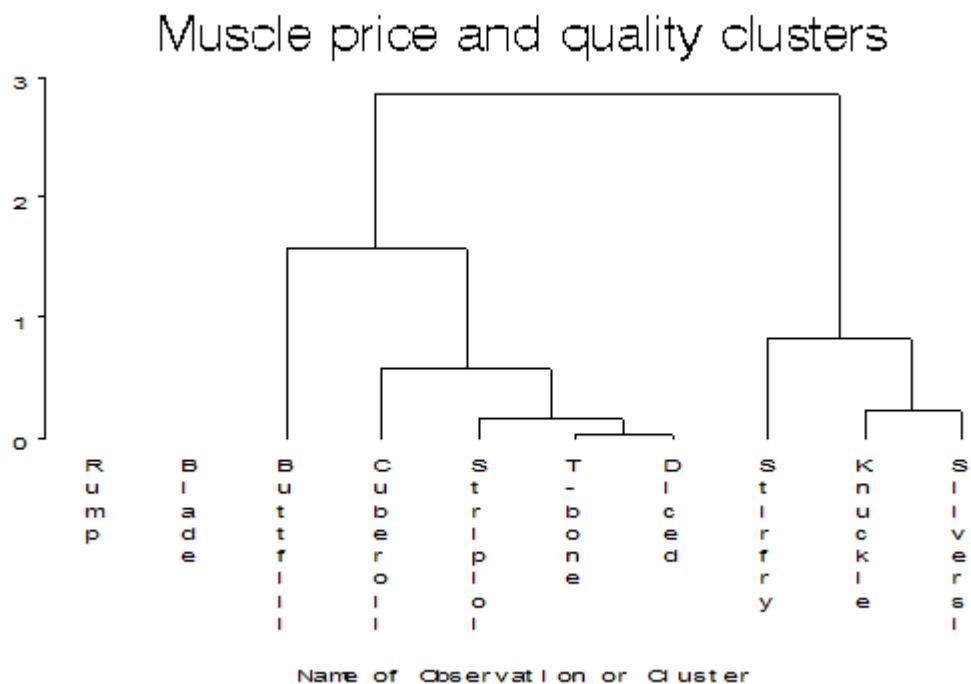 Muscle price and quality clusters
3
2
1
0
Rump
Blade
Buttfill
Cuberoll
Striplol
T-bone
Diced
Stirfry
Knuckle
Silversi
Name of Observation or Cluster